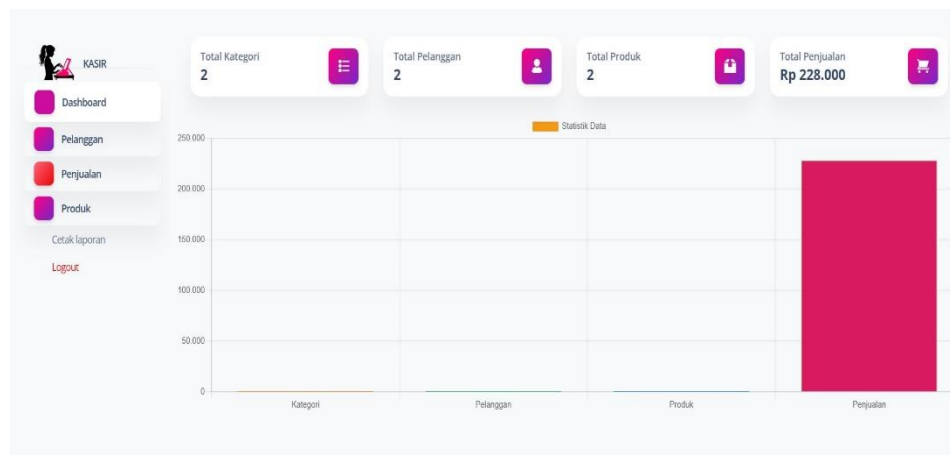 KASIR
Dashboard
Pelanggan
Penjualan
Produk
Cetak laporan
Logout
Total Kategori
2
Total Pelanggan
2
Total Produk
2
Total Penjualan
Rp 228.000
Statistik Data
250.000
200.000
150.000
100.000
50.000
0
Kategori
Pelanggan
Produk
Penjualan